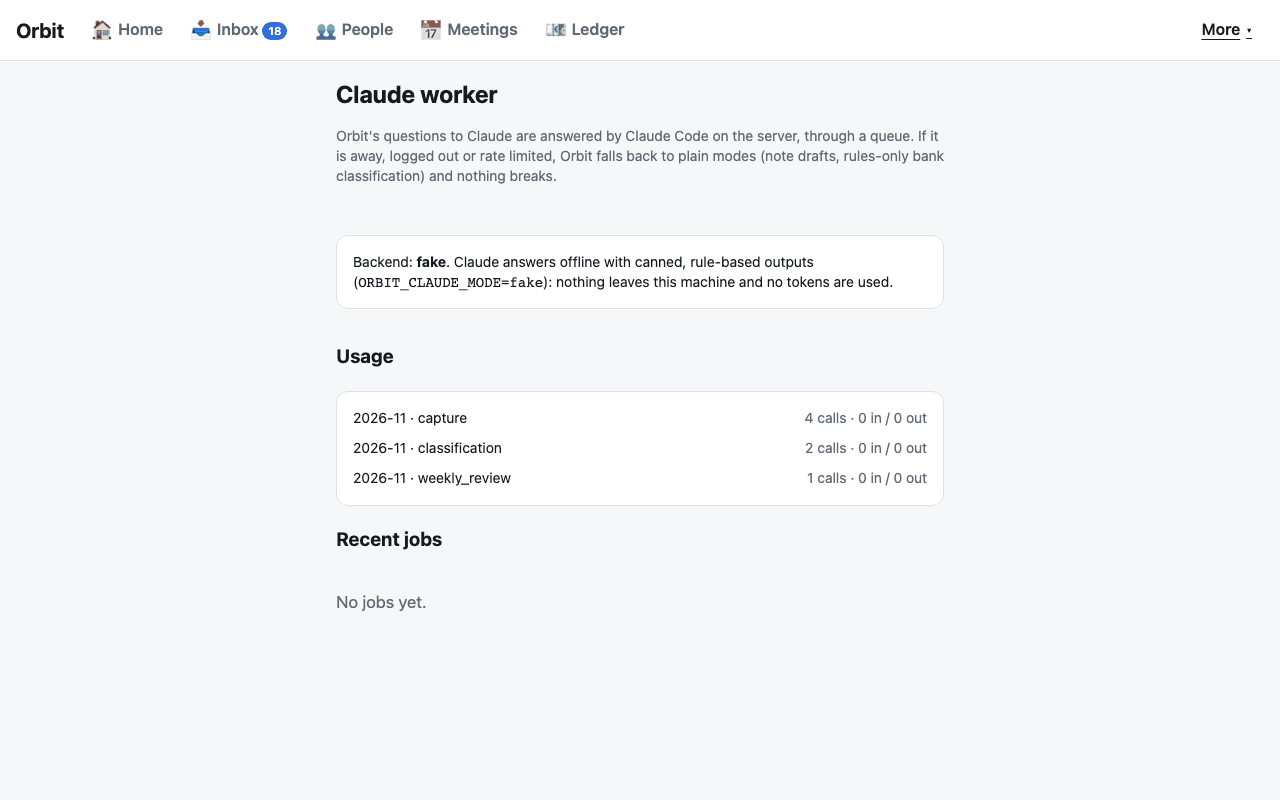 Orbit
Home
Inbox 18
People
Meetings
Ledger
More
Claude worker
Orbit's questions to Claude are answered by Claude Code on the server, through a queue. If it
is away, logged out or rate limited, Orbit falls back to plain modes (note drafts, rules-only bank
classification) and nothing breaks.
Backend: fake. Claude answers offline with canned, rule-based outputs
(ORBIT_CLAUDE_MODE=fake): nothing leaves this machine and no tokens are used.
Usage
2026-11 · capture 4 calls · 0 in / 0 out
2026-11 · classification 2 calls · 0 in / 0 out
2026-11 · weekly_review 1 calls · 0 in / 0 out
Recent jobs
No jobs yet.